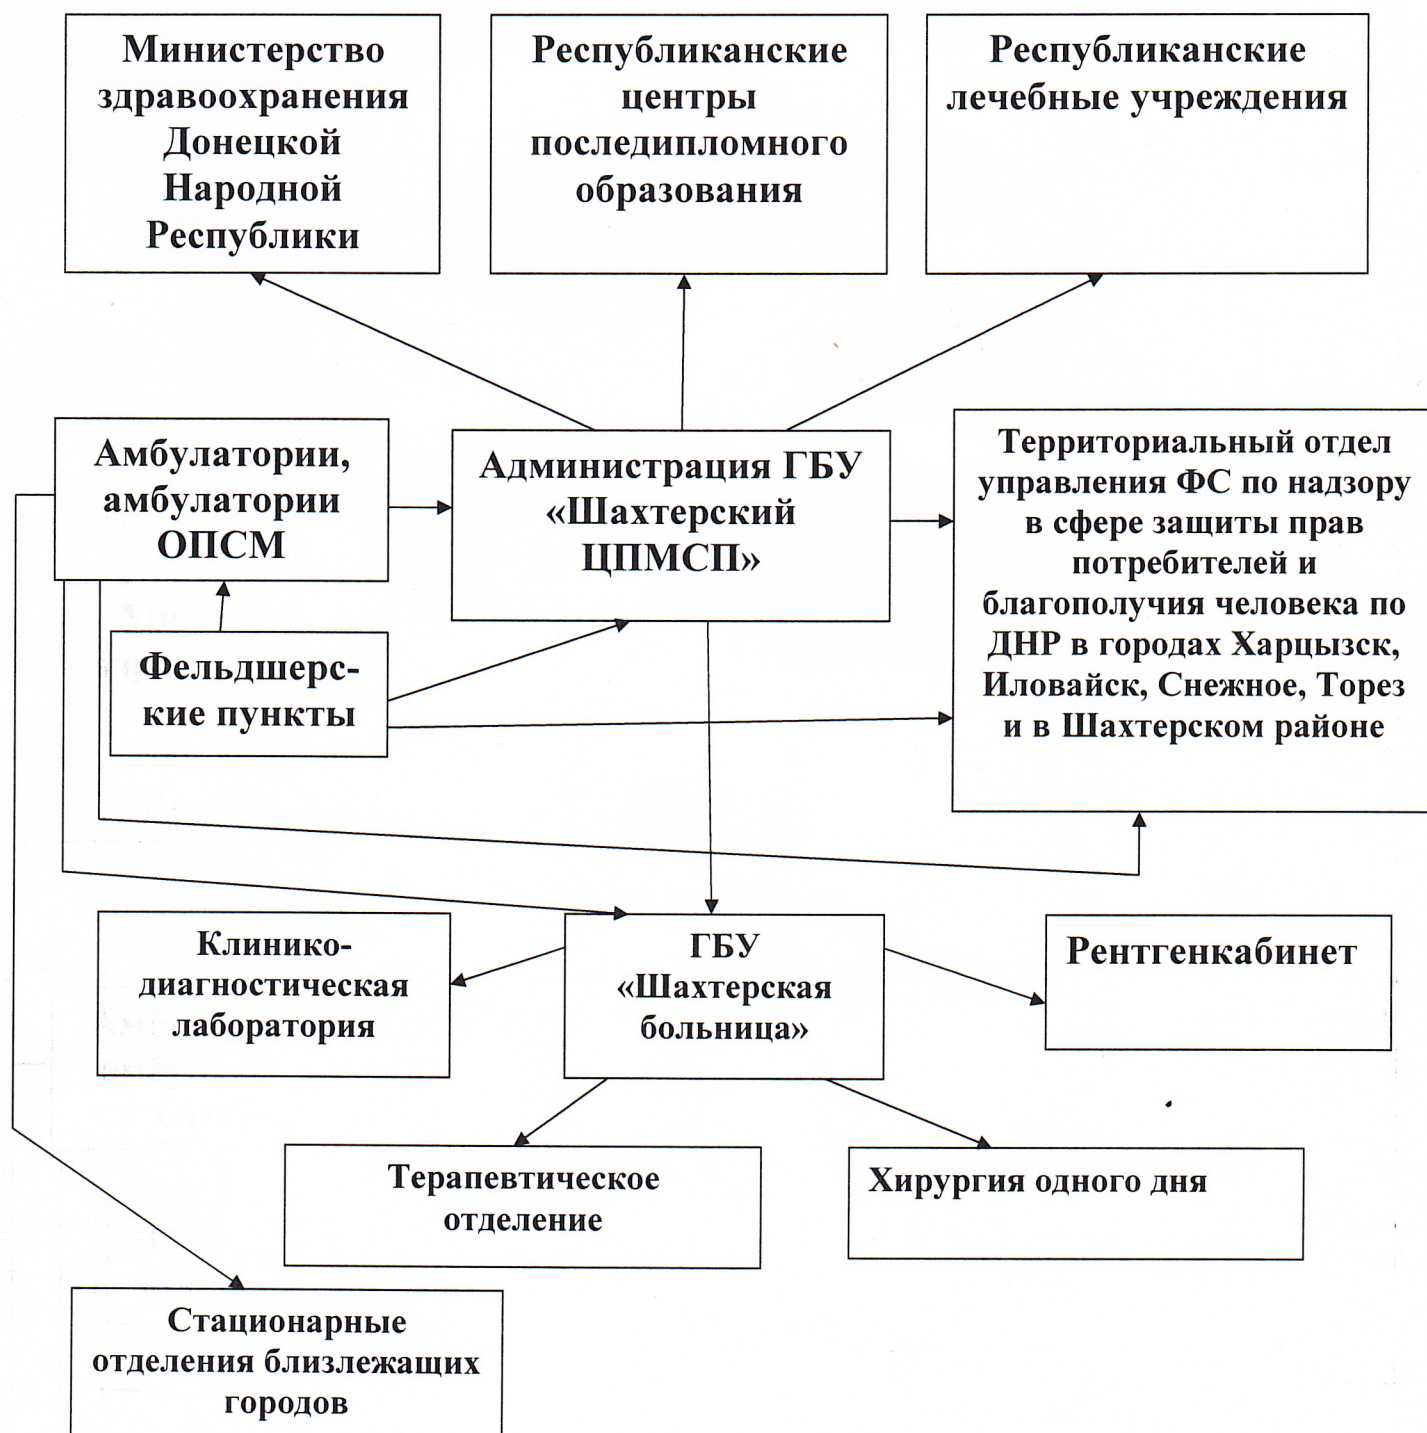 Министерство
здравоохранения
Донецкой
Народной
Республики
Республиканские
центры
последипломного
образования
Республиканские
лечебные учреждения
Амбулатории,
амбулатории
ОПСМ
Администрация ГБУ
«Шахтерский
ЦПМСП»
Территориальный отдел
управления ФС по надзору
в сфере защиты прав
потребителей и
благополучия человека по
ДНР в городах Харцызск,
Иловайск, Снежное, Торез
и в Шахтерском районе
Фельдшерс-
кие пункты
Клинико-
диагностическая
лаборатория
ГБУ
«Шахтерская
больница»
Рентгенкабинет
Терапевтическое
отделение
Хирургия одного дня
Стационарные
отделения близлежащих
городов